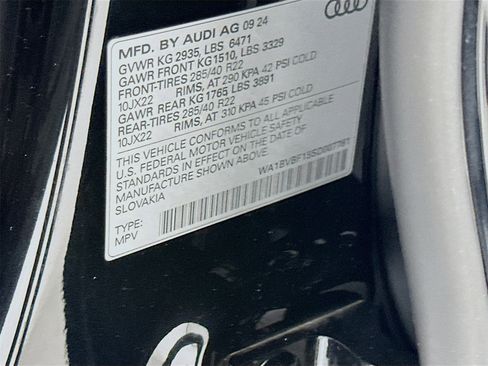 MFD. BY AUDI AG 09 24
GVWR KG 2935, LBS 6471
GAWR FRONT KG1510, LBS 3329
FRONT-TIRES 285/40 R22
10JX22 RIMS, AT 290 KPA 42 PSI COLD
GAWR REAR KG 1765 LBS 3891
REAR-TIRES 285/40 R22
10JX22 RIMS, AT 310 KPA 45 PSI COLD
THIS VEHICLE CONFORMS TO ALL APPLICABLE
U.S. FEDERAL MOTOR VEHICLE SAFETY
STANDARDS IN EFFECT ON THE DATE OF
MANUFACTURE SHOWN ABOVE.
SLOVAKIA
TYPE:
MPV